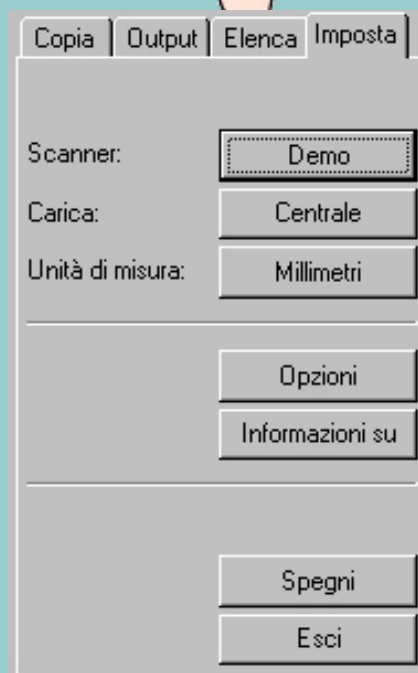 Copia Output Elenca Imposta
Scanner: Demo
Carica: Centrale
Unità di misura: Millimetri
Opzioni
Informazioni su
Spegni
Esci